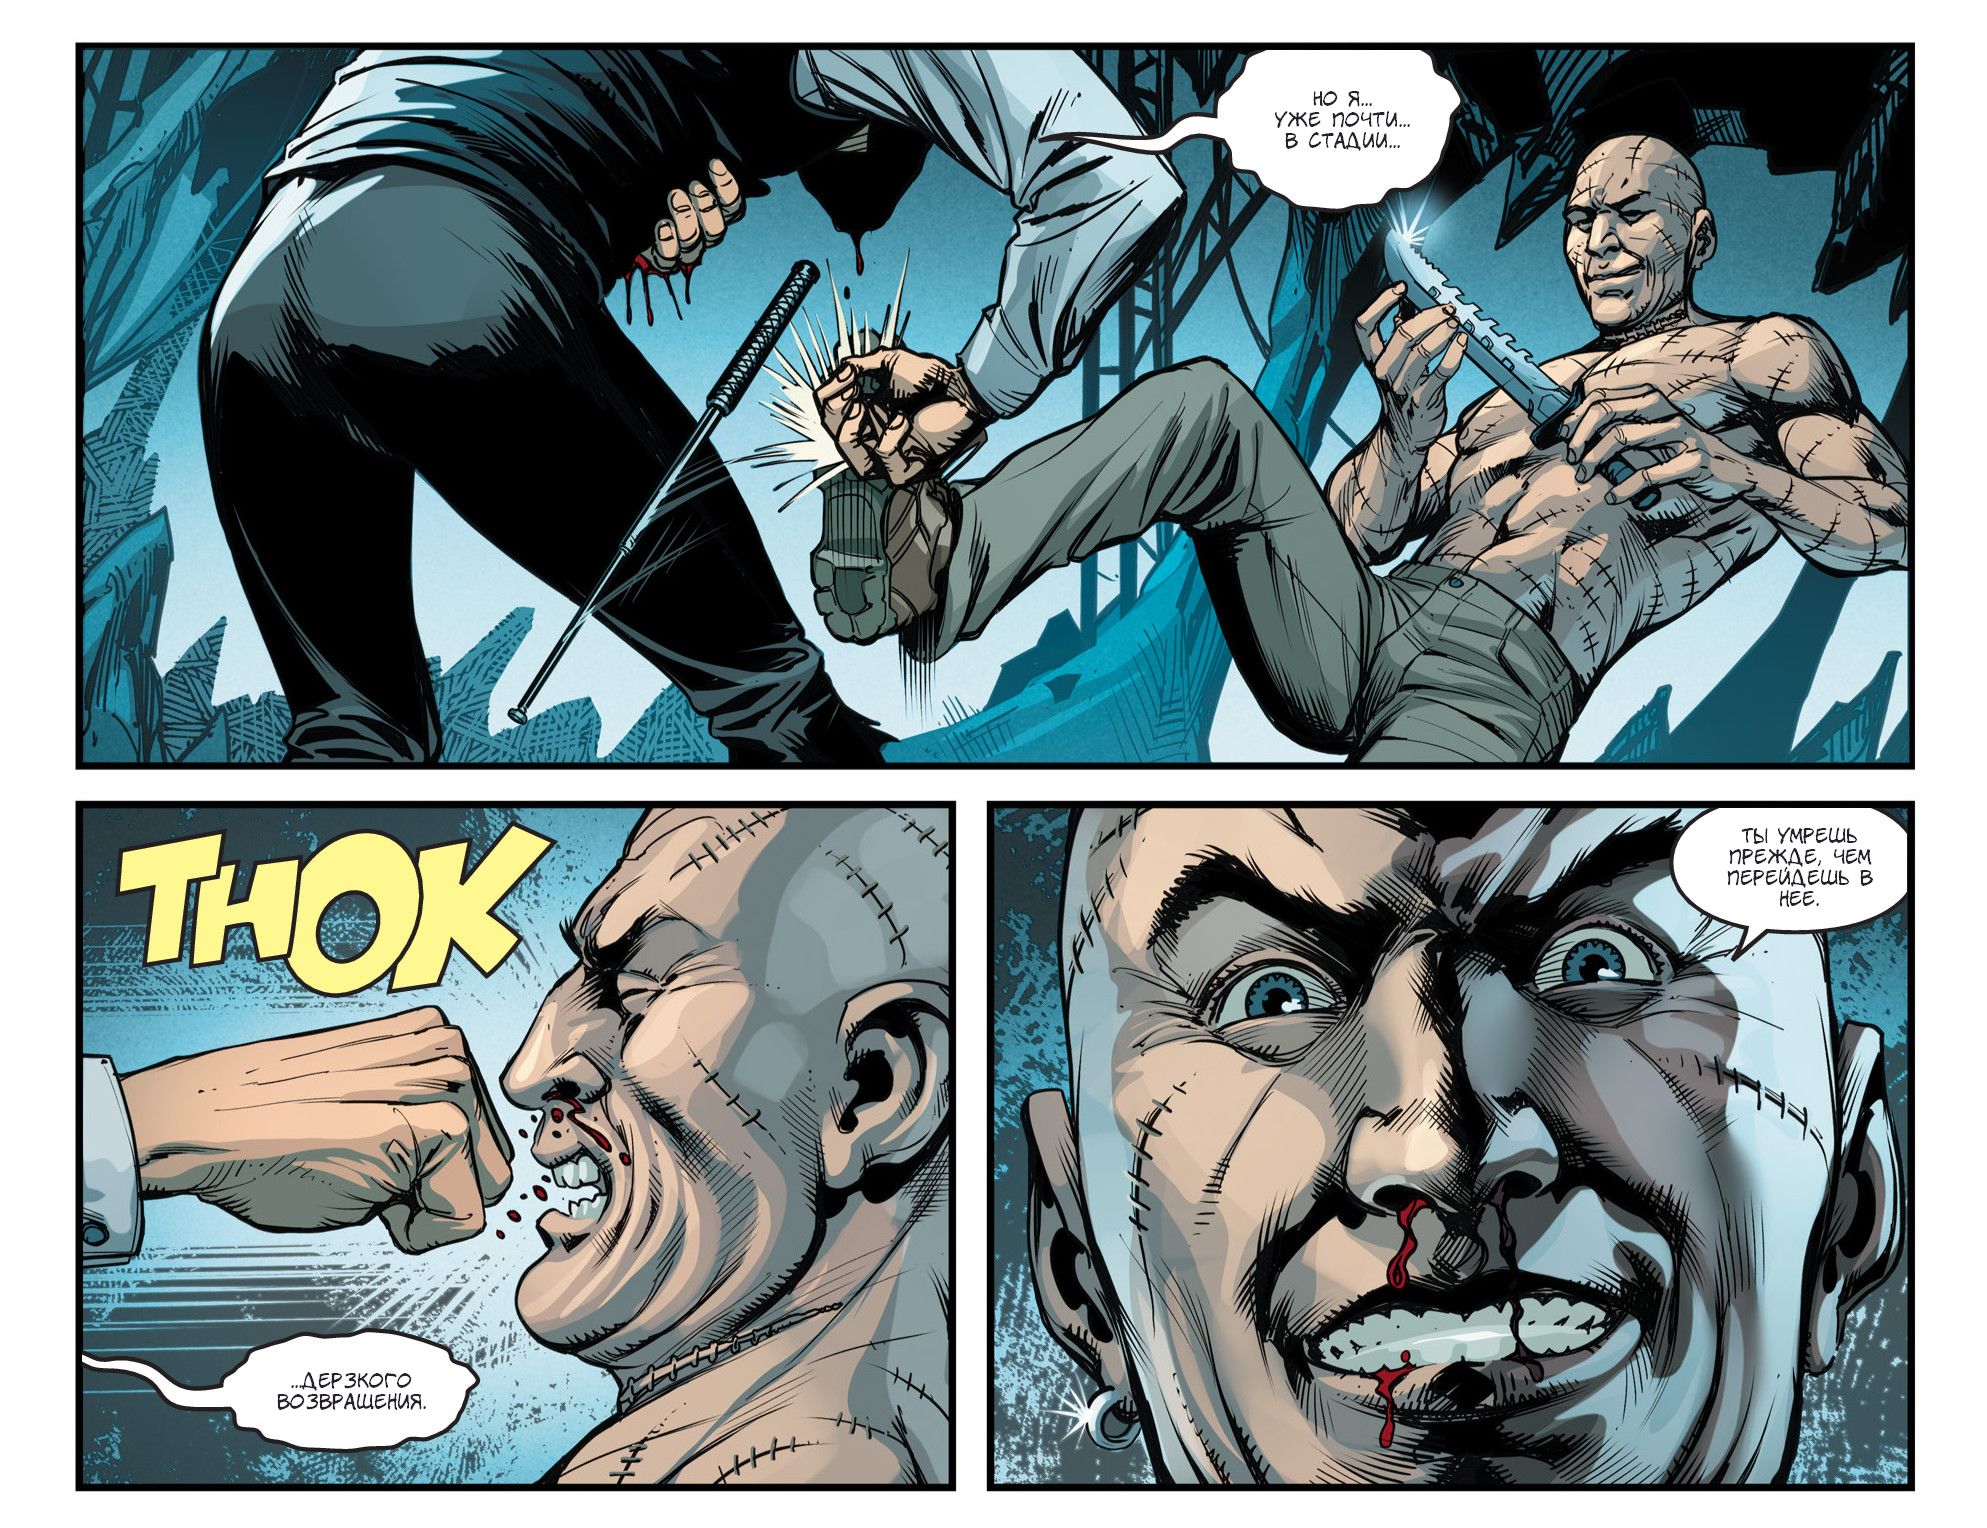 НО Я...
УЖЕ ПОЧТИ...
В СТАДИИ...
THOK
...ДЕРЗКОГО
ВОЗВРАЩЕНИЯ.
ТЫ УМРЕШЬ
ПРЕЖДЕ, ЧЕМ
ПЕРЕЙДЕШЬ В
НЕЕ.